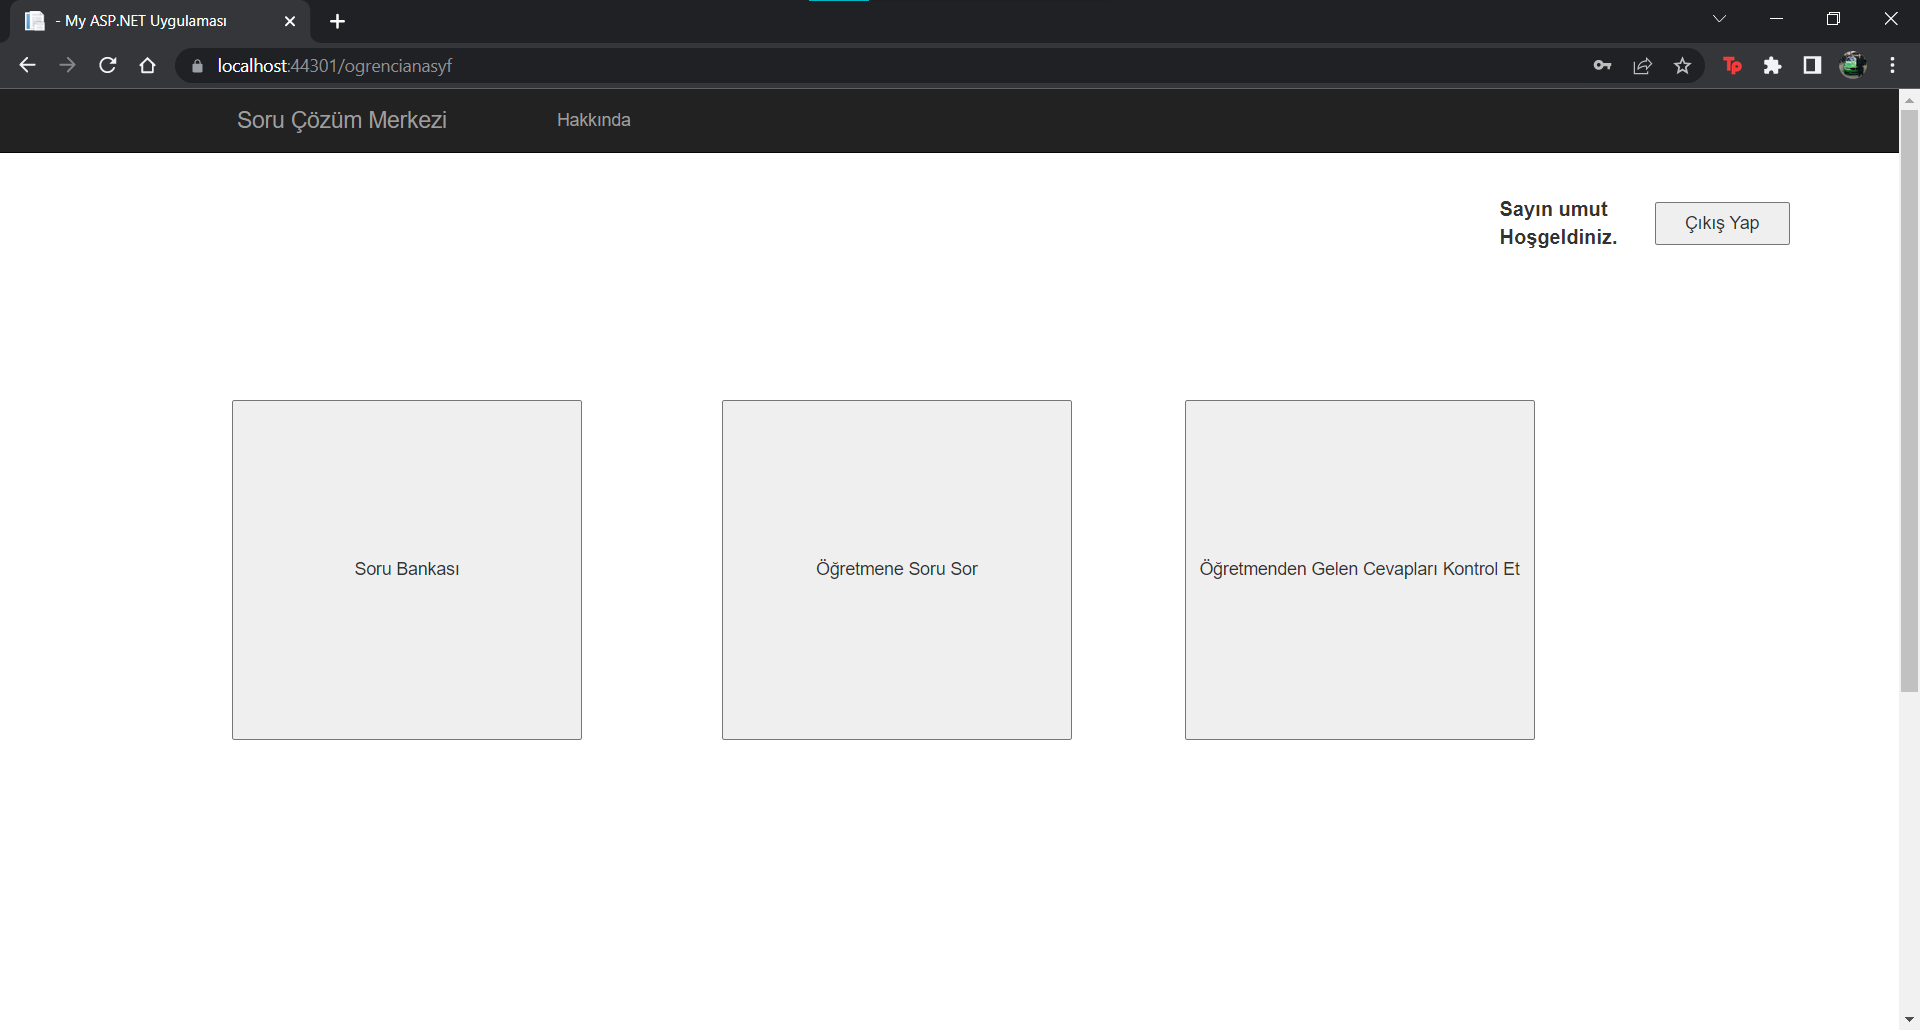 - My ASP.NET Uygulaması
localhost:44301/ogrencianasyf
Tp
Soru Çözüm Merkezi
Hakkında
Sayın umut
Hoşgeldiniz.
Çıkış Yap
Soru Bankası
Öğretmene Soru Sor
Öğretmenden Gelen Cevapları Kontrol Et